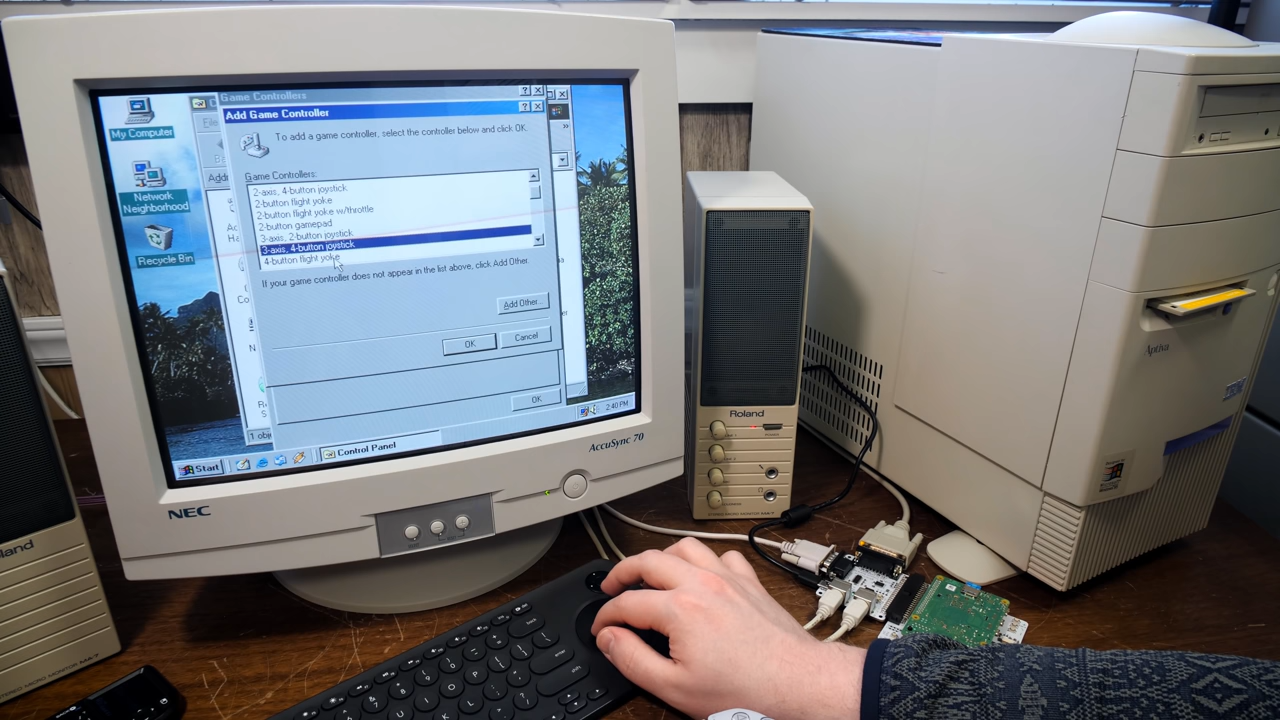 Game Controllers
Add Game Controller
To add a game controller, select the controller below and click OK.
Game Controllers:
2-axis, 4-button joystick
2-button flight yoke
2-button flight yoke w/throttle
2-button gamepad
3-axis, 2-button joystick
3-axis, 4-button joystick
4-button flight yoke
If your game controller does not appear in the list above, click Add Other.
Add Other...
OK
Cancel
OK
My Computer
Network
Neighborhood
Recycle Bin
Start
Control Panel
2:40 PM
NEC
AccuSync 70
Roland
Aptiva
IBM